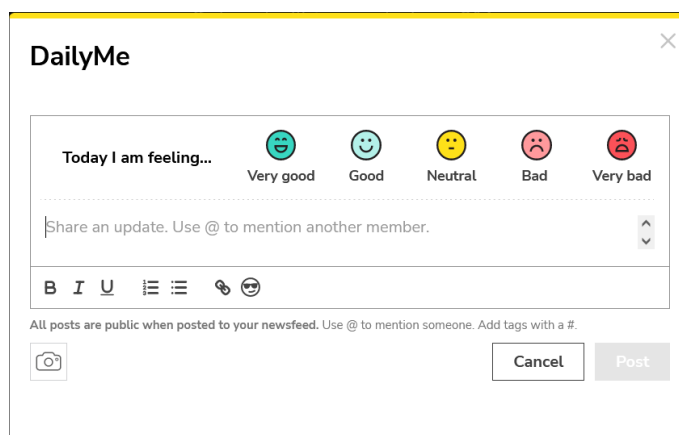 DailyMe
Today I am feeling...
Very good
Good
Neutral
Bad
Very bad
Share an update. Use @ to mention another member.
B I U
All posts are public when posted to your newsfeed. Use @ to mention someone. Add tags with a #.
Cancel
Post